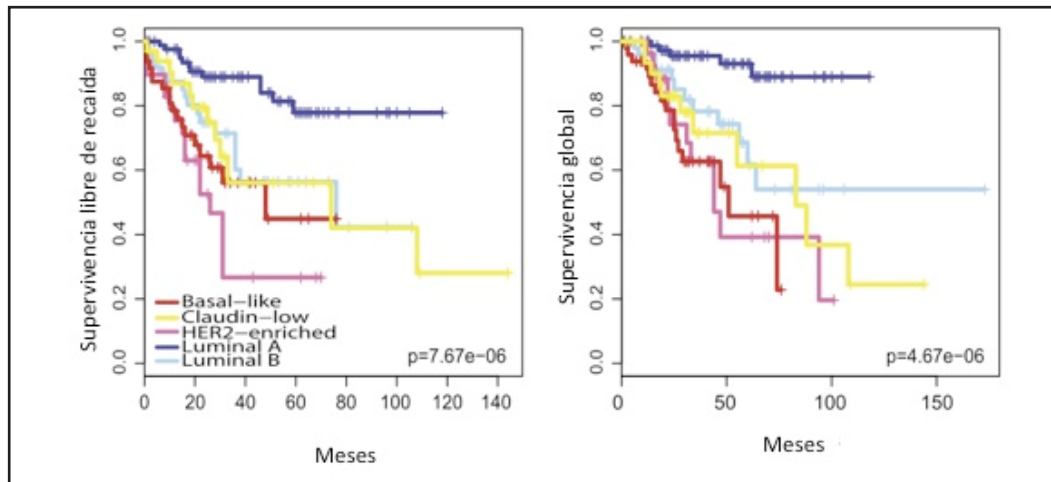 Supervivencia libre de recaída
1.0
0.8
0.6
0.4
0.2
0.0
Basal-like
Claudin-low
HER2-enriched
Luminal A
Luminal B
p=7.67e-06
0 20 40 60 80 100 120 140
Meses
Supervivencia global
1.0
0.8
0.6
0.4
0.2
0.0
p=4.67e-06
0 50 100 150
Meses